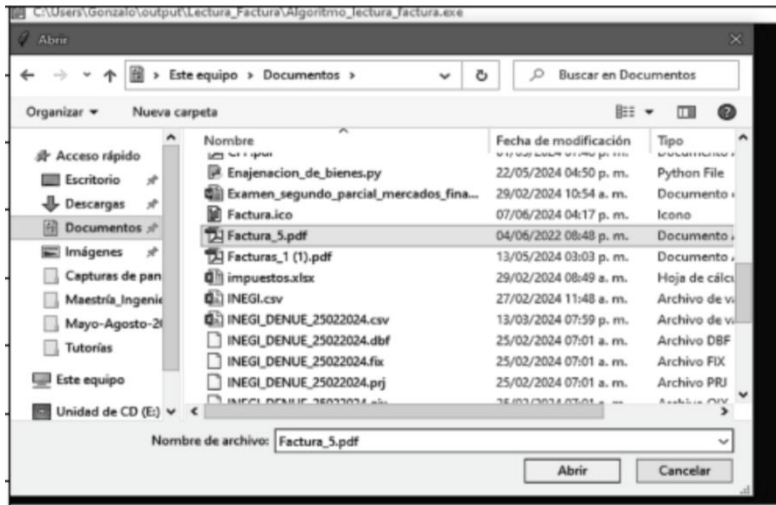 C:\Users\Gonzalo\output\Lectura_Factura\Algoritmo_lectura_factura.exe
Abrir
Este equipo > Documentos >
Buscar en Documentos
Organizar Nueva carpeta
Nombre Fecha de modificación Tipo
Acceso rápido
Escritorio
Descargas
Documentos
Imágenes
Capturas de pan
Maestría_Ingenie
Mayo-Agosto-2
Tutorías
Este equipo
Unidad de CD (E:)
Enajenacion_de_bienes.py 22/05/2024 04:50 p. m. Python File
Examen_segundo_parcial_mercados_fina... 29/02/2024 10:54 a. m. Documento
Factura.ico 07/06/2024 04:17 p. m. Icono
Factura_5.pdf 04/06/2022 08:48 p. m. Documento
Facturas_1 (1).pdf 13/05/2024 03:03 p. m. Documento
impuestos.xlsx 29/02/2024 08:49 a. m. Hoja de cálcu
INEGI.csv 27/02/2024 11:48 a. m. Archivo de va
INEGI_DENUE_25022024.csv 13/03/2024 07:59 p. m. Archivo de va
INEGI_DENUE_25022024.dbf 25/02/2024 07:01 a. m. Archivo DBF
INEGI_DENUE_25022024.fix 25/02/2024 07:01 a. m. Archivo FIX
INEGI_DENUE_25022024.prj 25/02/2024 07:01 a. m. Archivo PRJ
Nombre de archivo: Factura_5.pdf
Abrir Cancelar